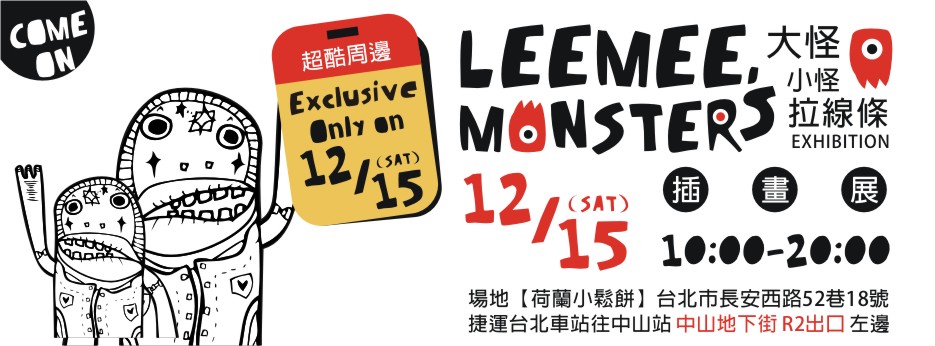 COME
ON
超酷周邊
Exclusive
Only on
12/15
(SAT)
LEEMEE,
MONSTERS
大怪
小怪
拉線條
EXHIBITION
12/15
(SAT)
插畫展
10:00-20:00
場地【荷蘭小鬆餅】台北市長安西路52巷18號
捷運台北車站往中山站 中山地下街 R2出口 左邊